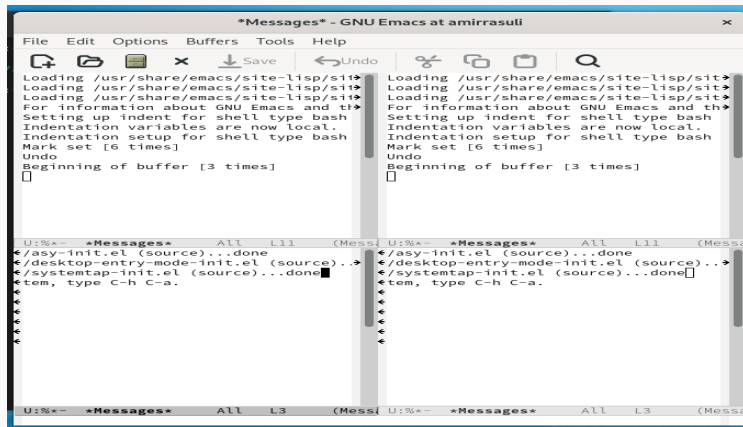 *Messages* - GNU Emacs at amirrasuli
File Edit Options Buffers Tools Help
Save Undo
Loading /usr/share/emacs/site-lisp/sit
Loading /usr/share/emacs/site-lisp/sit
Loading /usr/share/emacs/site-lisp/sit
For information about GNU Emacs and th
Setting up indent for shell type bash
Indentation variables are now local.
Indentation setup for shell type bash
Mark set [6 times]
Undo
Beginning of buffer [3 times]
U:%*- *Messages* All L11 (Messa
Loading /usr/share/emacs/site-lisp/sit
Loading /usr/share/emacs/site-lisp/sit
Loading /usr/share/emacs/site-lisp/sit
For information about GNU Emacs and th
Setting up indent for shell type bash
Indentation variables are now local.
Indentation setup for shell type bash
Mark set [6 times]
Undo
Beginning of buffer [3 times]
U:%*- *Messages* All L11 (Mess
/asy-init.el (source)...done
/desktop-entry-mode-init.el (source)..
/systemtap-init.el (source)...done
tem, type C-h C-a.
U:%*- *Messages* All L3 (Messa
/asy-init.el (source)...done
/desktop-entry-mode-init.el (source)..
/systemtap-init.el (source)...done
tem, type C-h C-a.
U:%*- *Messages* All L3 (Messa